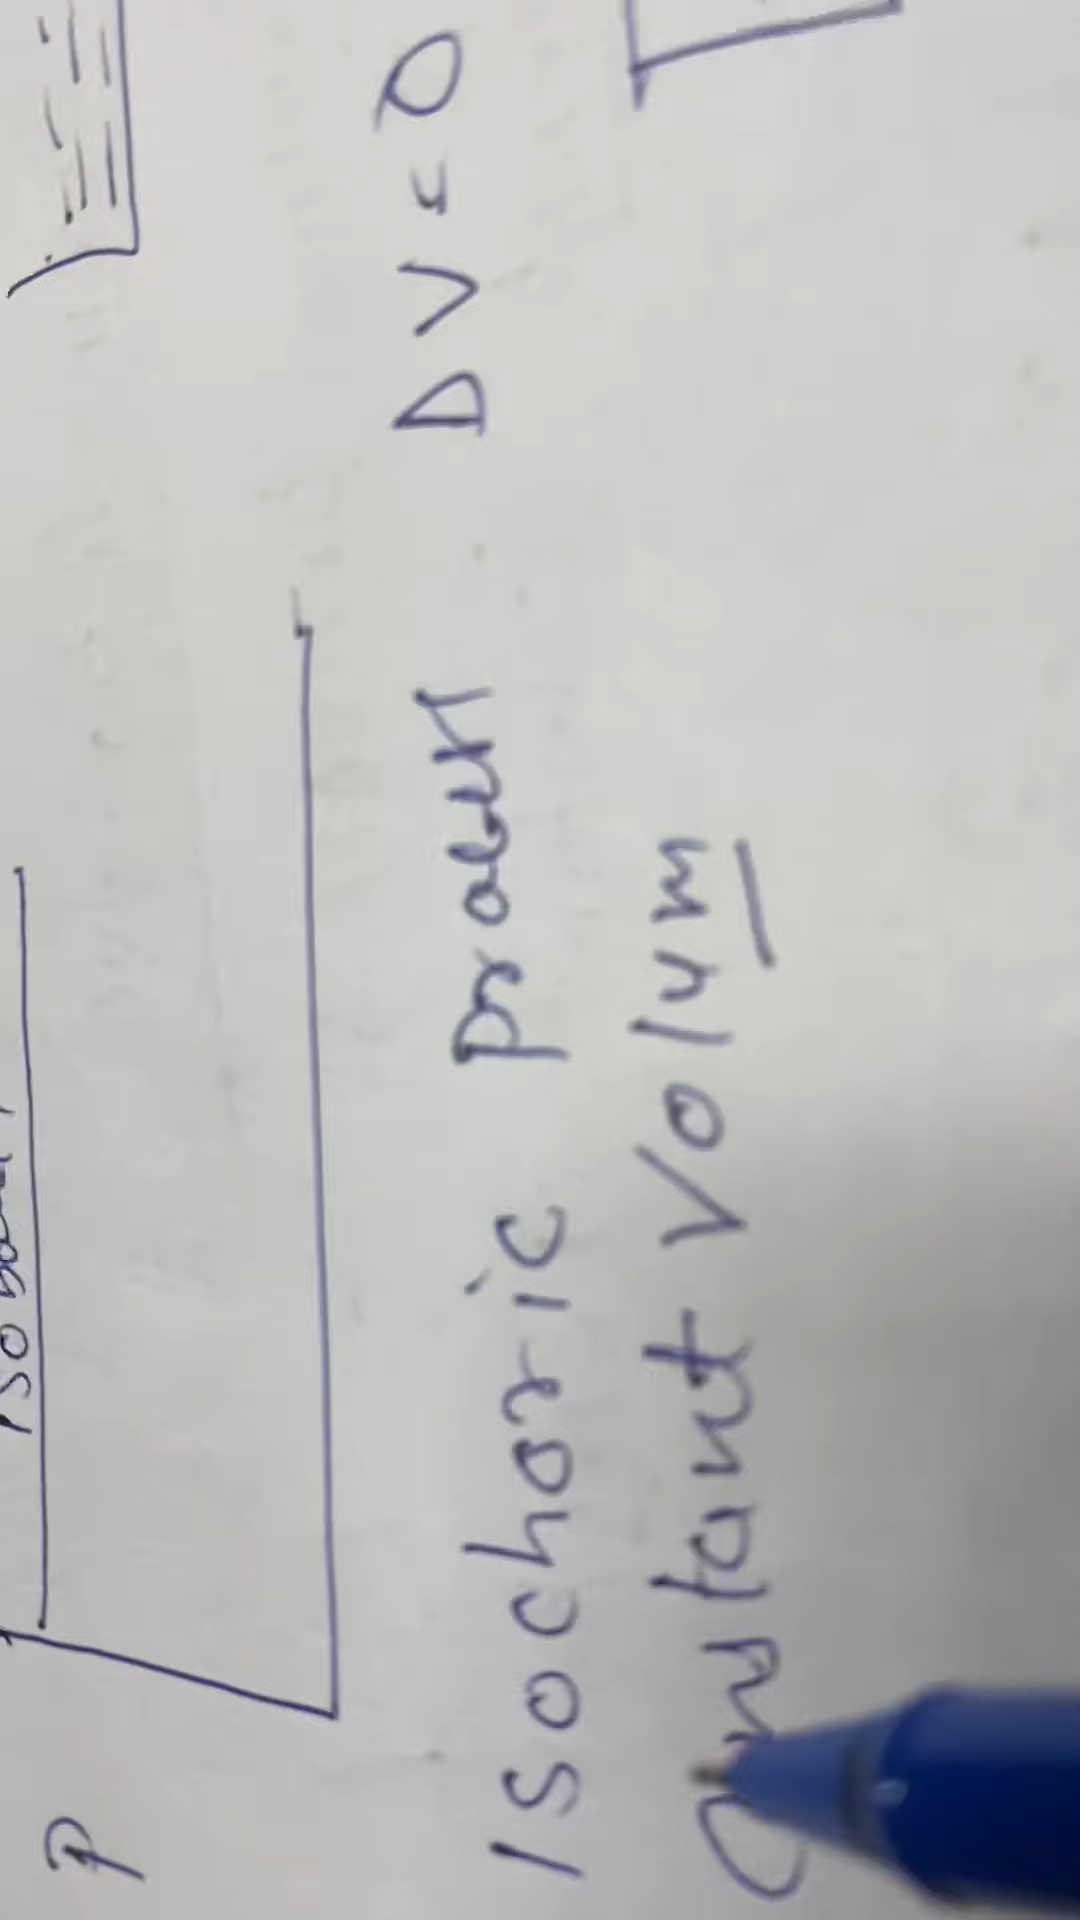 P
Isochoric process ΔV = 0
Constant Volum